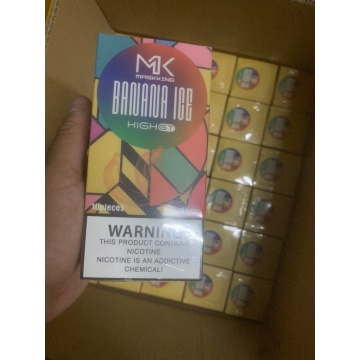 MK
MASKKING
BANANA ICE
HIGH GT
10pieces
WARNING:
THIS PRODUCT CONTAINS
NICOTINE.
NICOTINE IS AN ADDICTIVE
CHEMICAL!